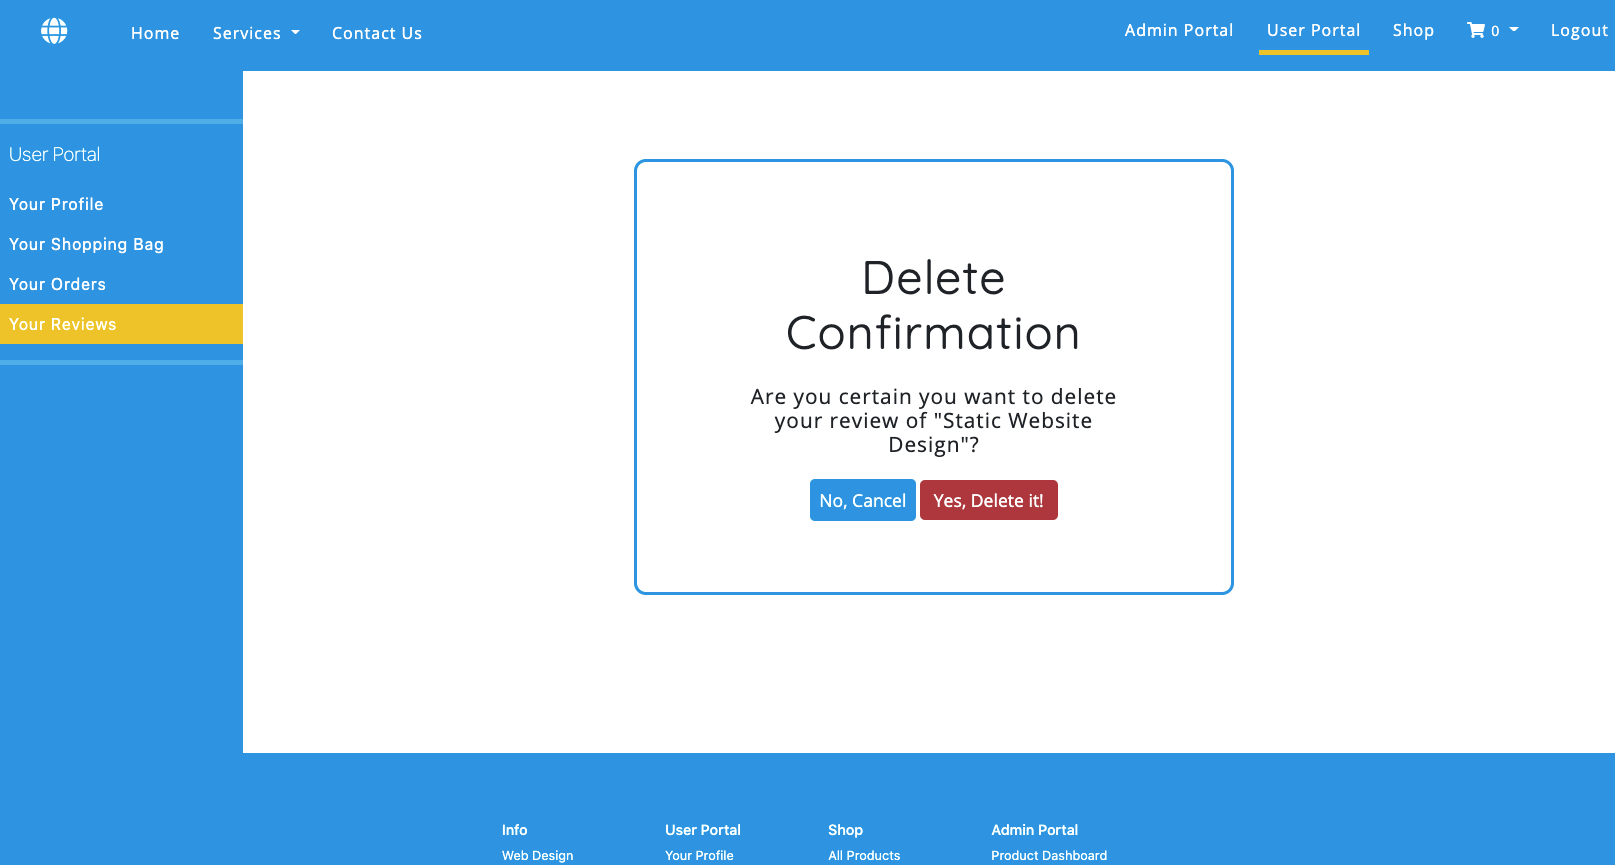 Home
Services
Contact Us
Admin Portal
User Portal
Shop
0
Logout
User Portal
Your Profile
Your Shopping Bag
Your Orders
Your Reviews
Delete
Confirmation
Are you certain you want to delete
your review of "Static Website
Design"?
No, Cancel
Yes, Delete it!
Info
Web Design
User Portal
Your Profile
Shop
All Products
Admin Portal
Product Dashboard